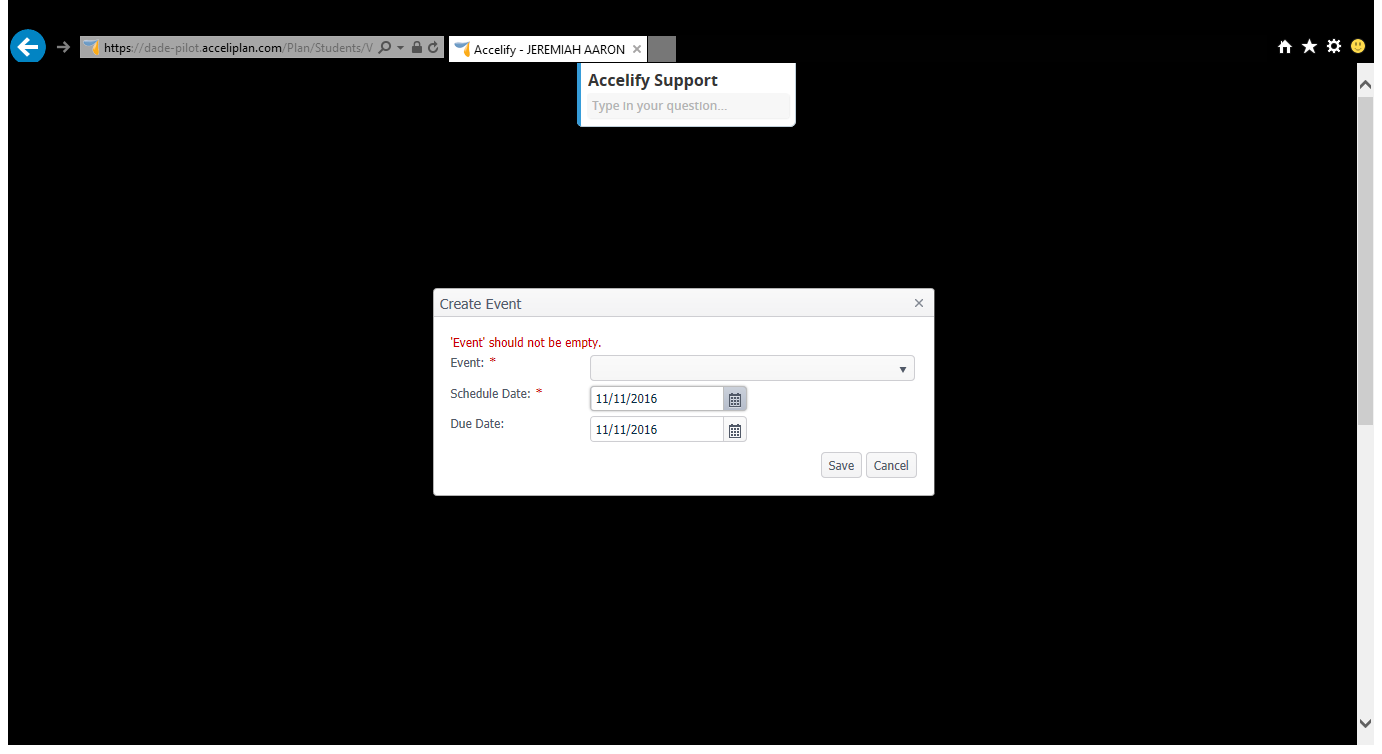 https://dade-pilot.acceliplan.com/Plan/Students/V
Accelify - JEREMIAH AARON
Accelify Support
Type in your question...
Create Event
'Event' should not be empty.
Event: *
Schedule Date: * 11/11/2016
Due Date: 11/11/2016
Save Cancel